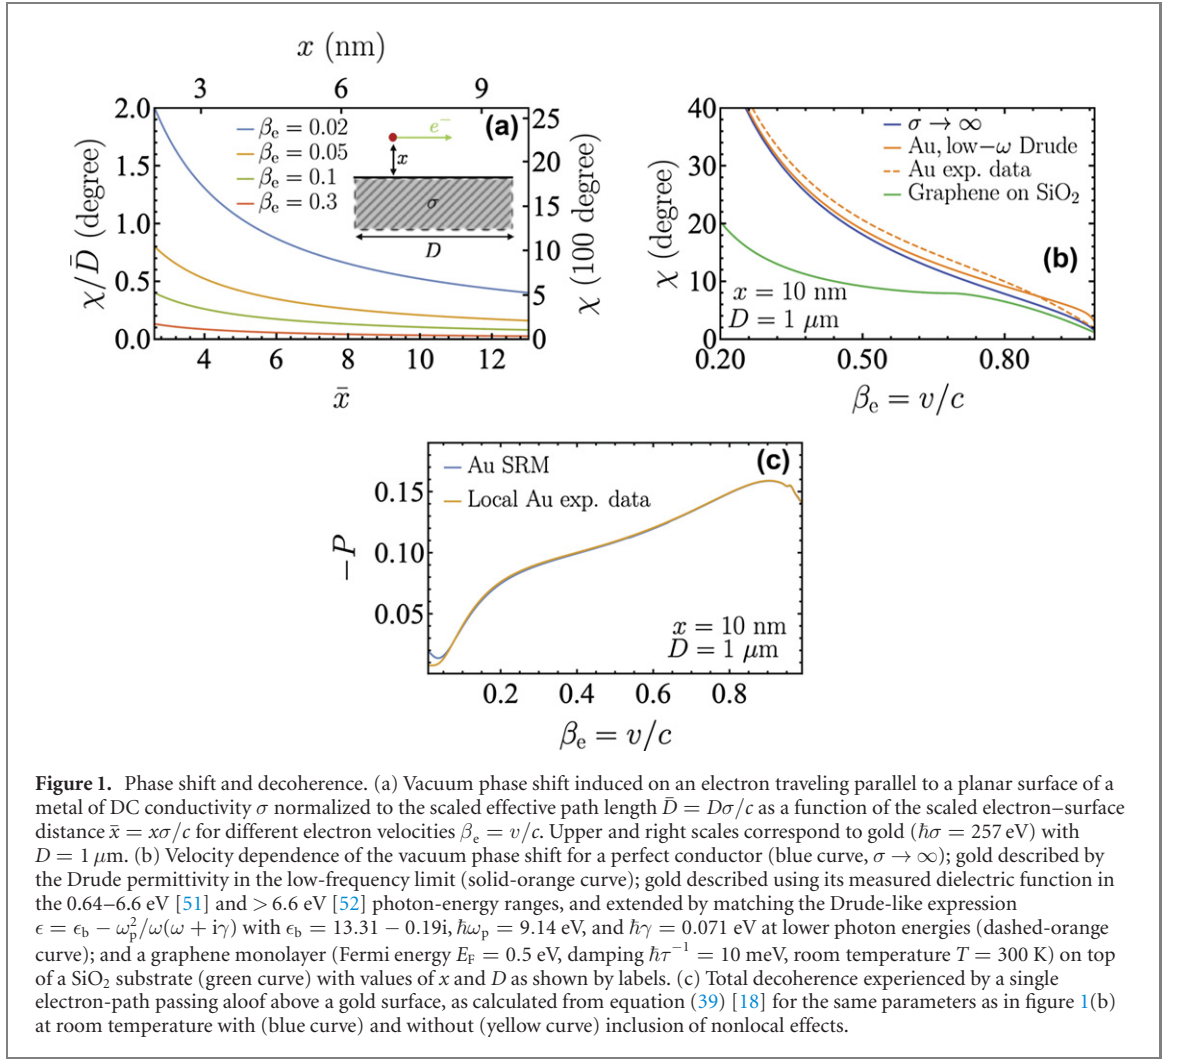 x (nm)
3 6 9
2.0
1.5
1.0
0.5
0.0
χ/D̄ (degree)
βe = 0.02
βe = 0.05
βe = 0.1
βe = 0.3
e−
x
σ
D
(a)
25
20
15
10
5
0
χ (100 degree)
4 6 8 10 12
x̄
40
30
20
10
0
χ (degree)
σ → ∞
Au, low−ω Drude
Au exp. data
Graphene on SiO2
(b)
x = 10 nm
D = 1 μm
0.20 0.50 0.80
βe = v/c
Au SRM
Local Au exp. data
(c)
0.15
0.10
0.05
−P
x = 10 nm
D = 1 μm
0.2 0.4 0.6 0.8
βe = v/c
Figure 1. Phase shift and decoherence. (a) Vacuum phase shift induced on an electron traveling parallel to a planar surface of a
metal of DC conductivity σ normalized to the scaled effective path length D̄ = Dσ/c as a function of the scaled electron–surface
distance x̄ = xσ/c for different electron velocities βe = v/c. Upper and right scales correspond to gold (ħσ = 257 eV) with
D = 1 μm. (b) Velocity dependence of the vacuum phase shift for a perfect conductor (blue curve, σ → ∞); gold described by
the Drude permittivity in the low-frequency limit (solid-orange curve); gold described using its measured dielectric function in
the 0.64–6.6 eV [51] and > 6.6 eV [52] photon-energy ranges, and extended by matching the Drude-like expression
ϵ = ϵb − ωp²/ω(ω + iγ) with ϵb = 13.31 − 0.19i, ħωp = 9.14 eV, and ħγ = 0.071 eV at lower photon energies (dashed-orange
curve); and a graphene monolayer (Fermi energy EF = 0.5 eV, damping ħτ⁻¹ = 10 meV, room temperature T = 300 K) on top
of a SiO2 substrate (green curve) with values of x and D as shown by labels. (c) Total decoherence experienced by a single
electron-path passing aloof above a gold surface, as calculated from equation (39) [18] for the same parameters as in figure 1(b)
at room temperature with (blue curve) and without (yellow curve) inclusion of nonlocal effects.